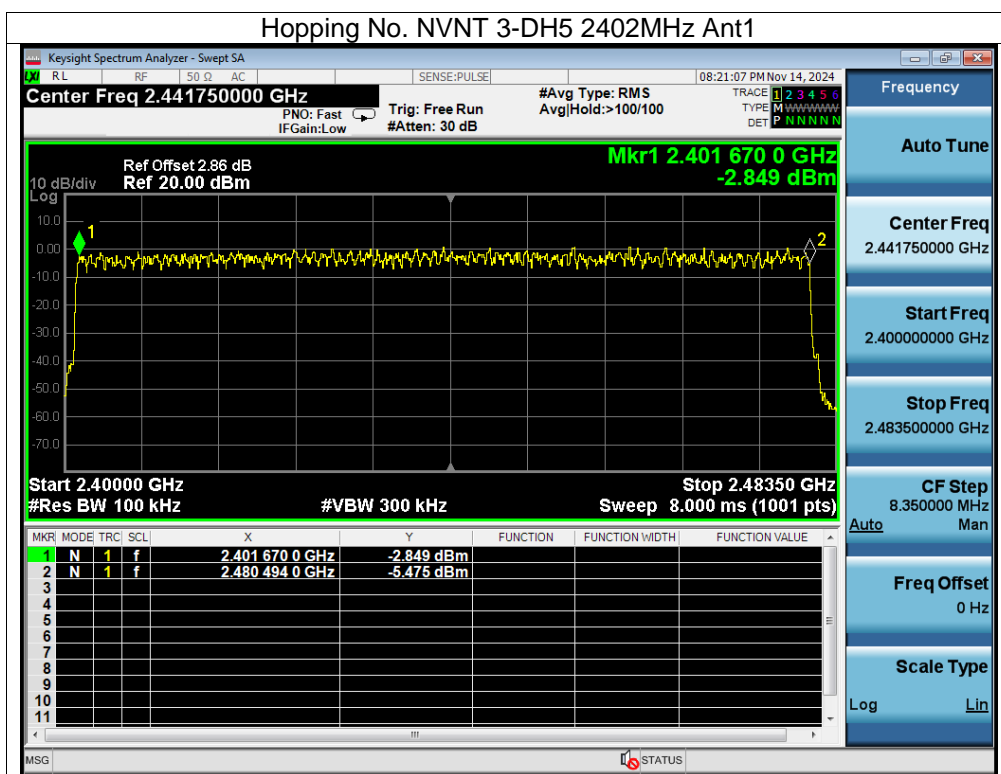 Hopping No. NVNT 3-DH5 2402MHz Ant1
Keysight Spectrum Analyzer - Swept SA
LXI RL RF 50 Ω AC SENSE:PULSE 08:21:07 PM Nov 14, 2024
Center Freq 2.441750000 GHz
PNO: Fast
IFGain:Low
Trig: Free Run
#Atten: 30 dB
#Avg Type: RMS
Avg|Hold:>100/100
TRACE 1 2 3 4 5 6
TYPE M WWWWW
DET P N N N N N
Ref Offset 2.86 dB
Ref 20.00 dBm
10 dB/div
Log
Mkr1 2.401 670 0 GHz
-2.849 dBm
10.0
0.00
-10.0
-20.0
-30.0
-40.0
-50.0
-60.0
-70.0
1
2
Start 2.40000 GHz
Stop 2.48350 GHz
#Res BW 100 kHz
#VBW 300 kHz
Sweep 8.000 ms (1001 pts)
MKR MODE TRC SCL X Y FUNCTION FUNCTION WIDTH FUNCTION VALUE
1 N 1 f 2.401 670 0 GHz -2.849 dBm
2 N 1 f 2.480 494 0 GHz -5.475 dBm
3
4
5
6
7
8
9
10
11
MSG
STATUS
Frequency
Auto Tune
Center Freq
2.441750000 GHz
Start Freq
2.400000000 GHz
Stop Freq
2.483500000 GHz
CF Step
8.350000 MHz
Auto Man
Freq Offset
0 Hz
Scale Type
Log Lin